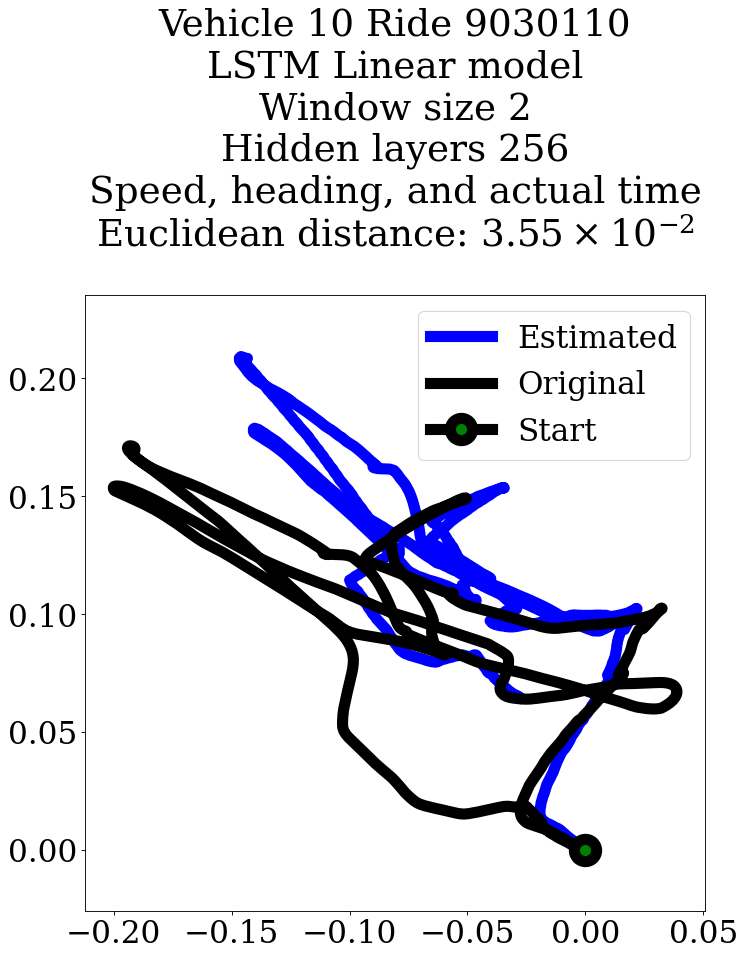 Vehicle 10 Ride 9030110
LSTM Linear model
Window size 2
Hidden layers 256
Speed, heading, and actual time
Euclidean distance: 3.55 × 10⁻²
Estimated
Original
Start
0.20
0.15
0.10
0.05
0.00
−0.20 −0.15 −0.10 −0.05 0.00 0.05